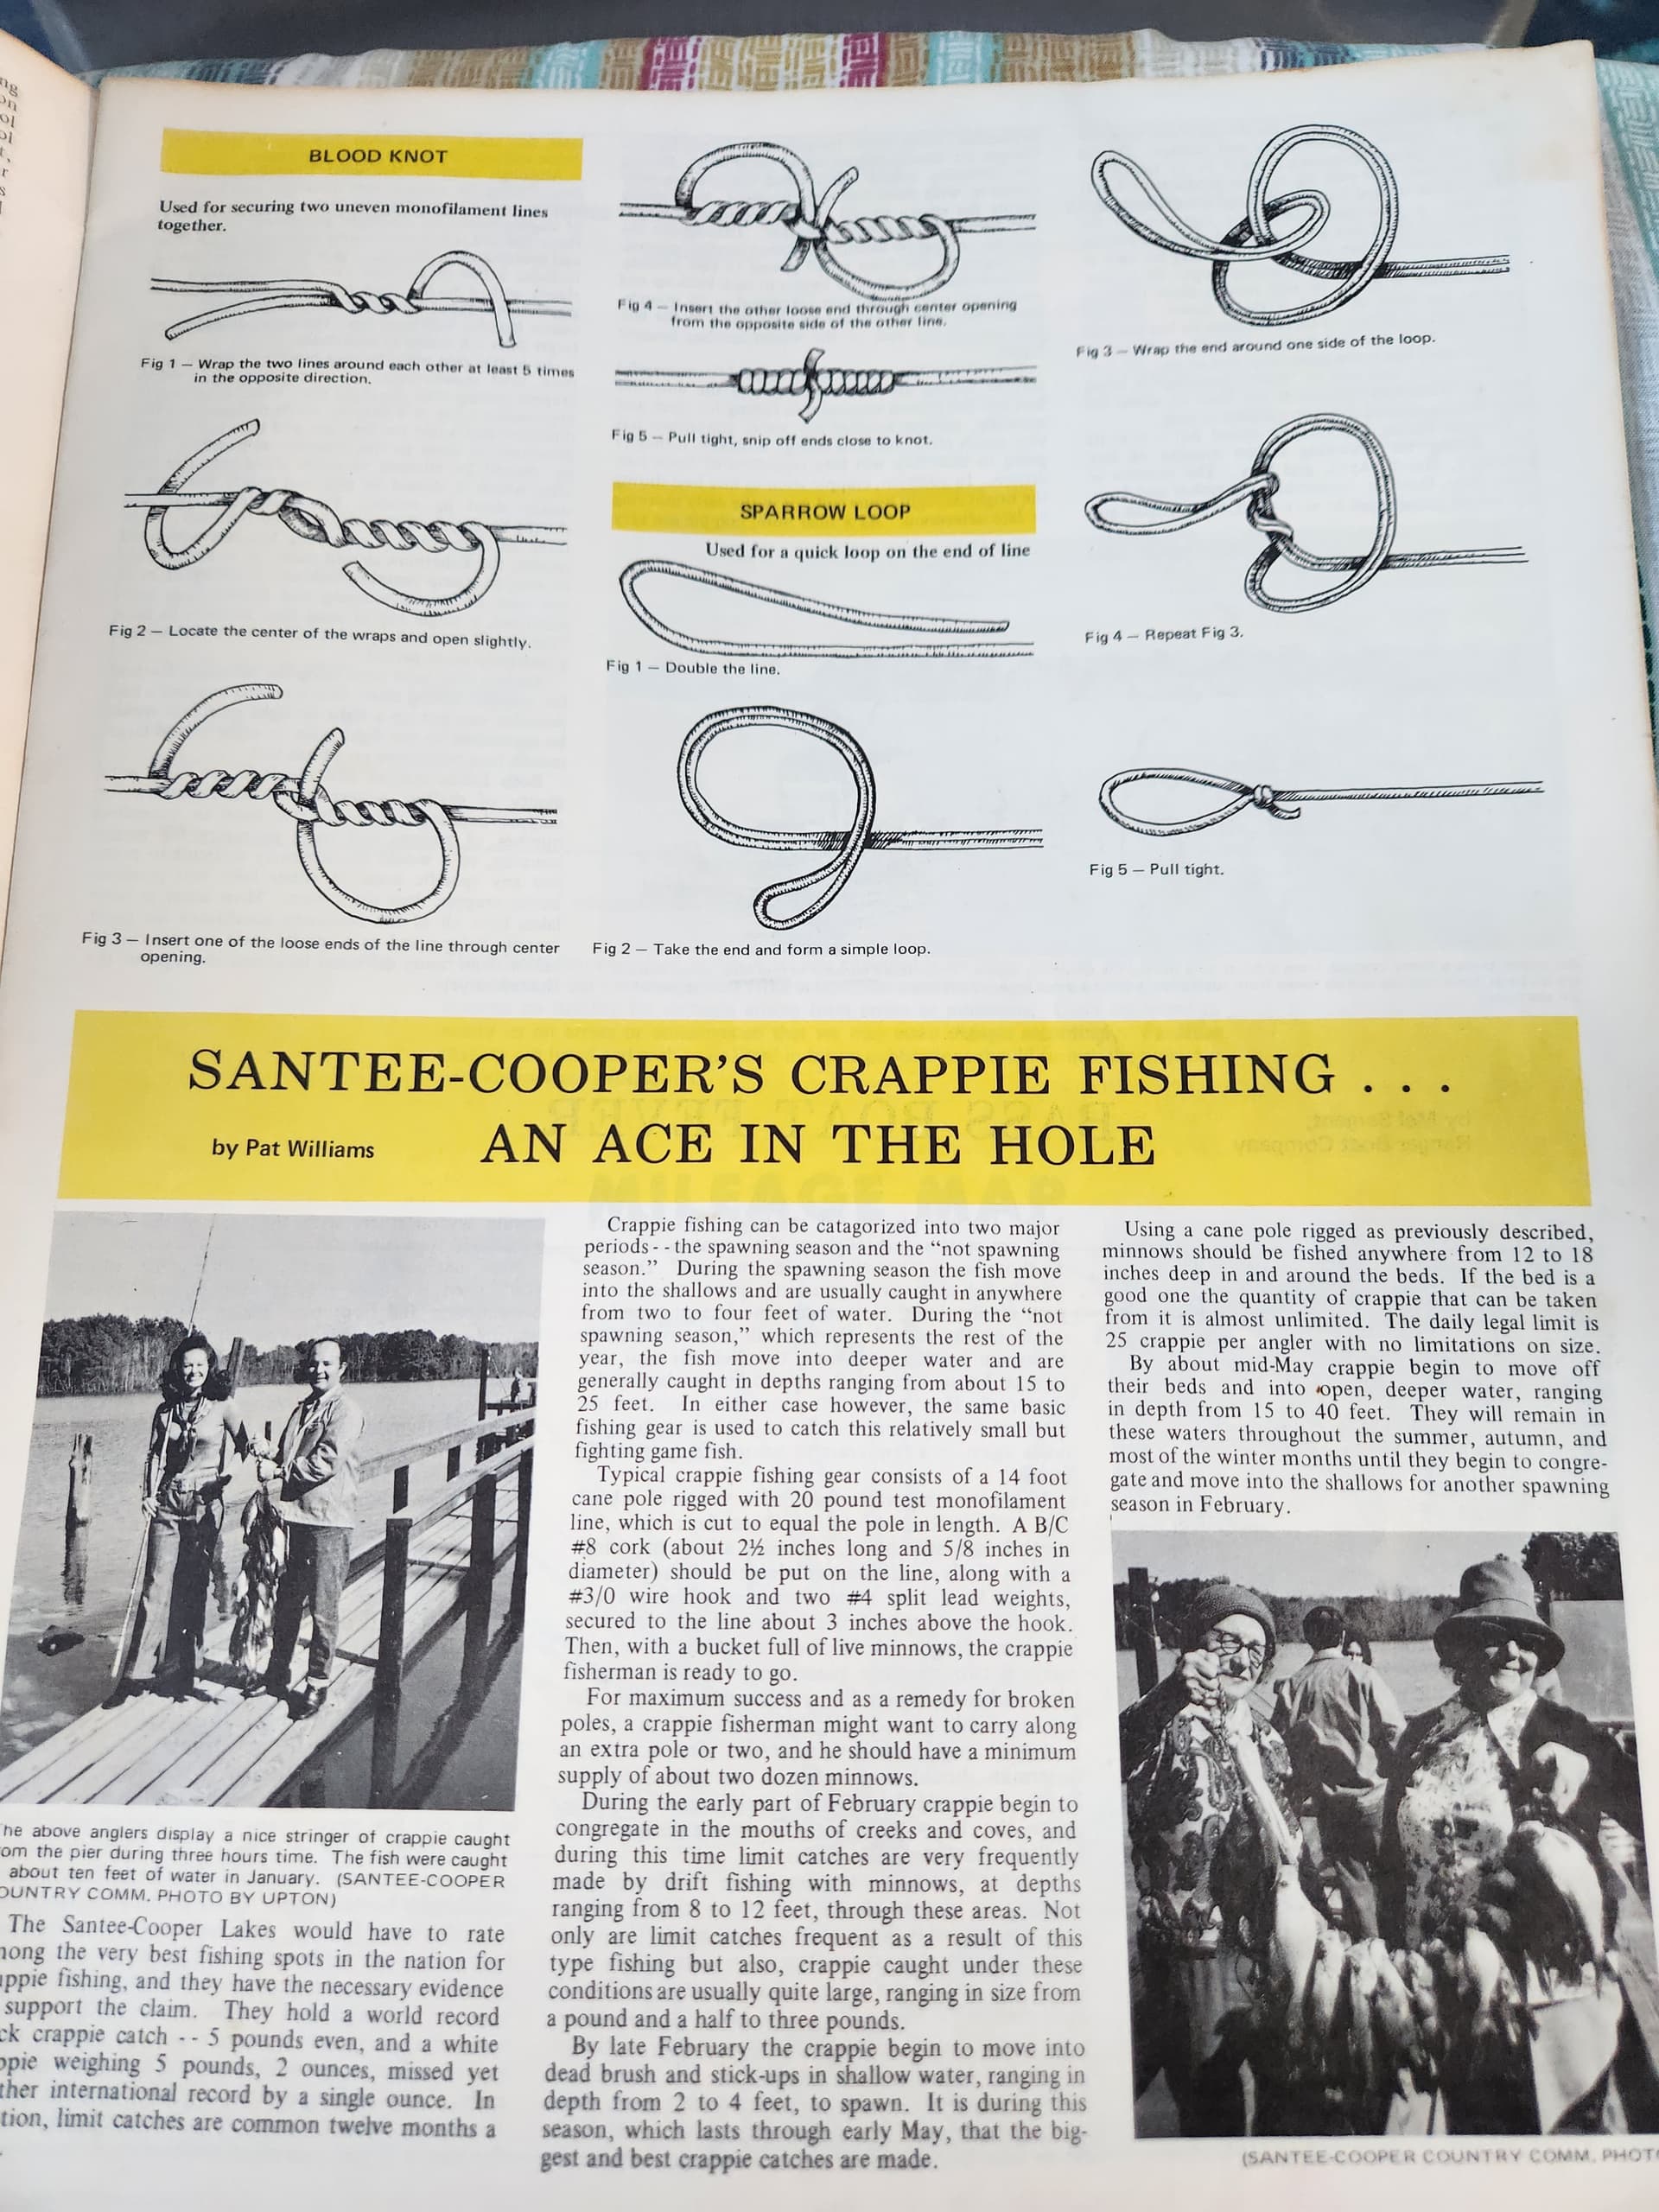 BLOOD KNOT
Used for securing two uneven monofilament lines
together.
Fig 1 — Wrap the two lines around each other at least 5 times
in the opposite direction.
Fig 2 — Locate the center of the wraps and open slightly.
Fig 3 — Insert one of the loose ends of the line through center
opening.
Fig 4 — Insert the other loose end through center opening
from the opposite side of the other line.
Fig 5 — Pull tight, snip off ends close to knot.
SPARROW LOOP
Used for a quick loop on the end of line
Fig 1 — Double the line.
Fig 2 — Take the end and form a simple loop.
Fig 3 — Wrap the end around one side of the loop.
Fig 4 — Repeat Fig 3.
Fig 5 — Pull tight.
SANTEE-COOPER'S CRAPPIE FISHING . . .
by Pat Williams AN ACE IN THE HOLE
he above anglers display a nice stringer of crappie caught
om the pier during three hours time. The fish were caught
about ten feet of water in January. (SANTEE-COOPER
OUNTRY COMM. PHOTO BY UPTON)
The Santee-Cooper Lakes would have to rate
mong the very best fishing spots in the nation for
appie fishing, and they have the necessary evidence
support the claim. They hold a world record
ck crappie catch -- 5 pounds even, and a white
ppie weighing 5 pounds, 2 ounces, missed yet
ther international record by a single ounce. In
tion, limit catches are common twelve months a
Crappie fishing can be catagorized into two major
periods - - the spawning season and the "not spawning
season." During the spawning season the fish move
into the shallows and are usually caught in anywhere
from two to four feet of water. During the "not
spawning season," which represents the rest of the
year, the fish move into deeper water and are
generally caught in depths ranging from about 15 to
25 feet. In either case however, the same basic
fishing gear is used to catch this relatively small but
fighting game fish.
Typical crappie fishing gear consists of a 14 foot
cane pole rigged with 20 pound test monofilament
line, which is cut to equal the pole in length. A B/C
#8 cork (about 2½ inches long and 5/8 inches in
diameter) should be put on the line, along with a
#3/0 wire hook and two #4 split lead weights,
secured to the line about 3 inches above the hook.
Then, with a bucket full of live minnows, the crappie
fisherman is ready to go.
For maximum success and as a remedy for broken
poles, a crappie fisherman might want to carry along
an extra pole or two, and he should have a minimum
supply of about two dozen minnows.
During the early part of February crappie begin to
congregate in the mouths of creeks and coves, and
during this time limit catches are very frequently
made by drift fishing with minnows, at depths
ranging from 8 to 12 feet, through these areas. Not
only are limit catches frequent as a result of this
type fishing but also, crappie caught under these
conditions are usually quite large, ranging in size from
a pound and a half to three pounds.
By late February the crappie begin to move into
dead brush and stick-ups in shallow water, ranging in
depth from 2 to 4 feet, to spawn. It is during this
season, which lasts through early May, that the big-
gest and best crappie catches are made.
Using a cane pole rigged as previously described,
minnows should be fished anywhere from 12 to 18
inches deep in and around the beds. If the bed is a
good one the quantity of crappie that can be taken
from it is almost unlimited. The daily legal limit is
25 crappie per angler with no limitations on size.
By about mid-May crappie begin to move off
their beds and into open, deeper water, ranging
in depth from 15 to 40 feet. They will remain in
these waters throughout the summer, autumn, and
most of the winter months until they begin to congre-
gate and move into the shallows for another spawning
season in February.
(SANTEE-COOPER COUNTRY COMM. PHOT